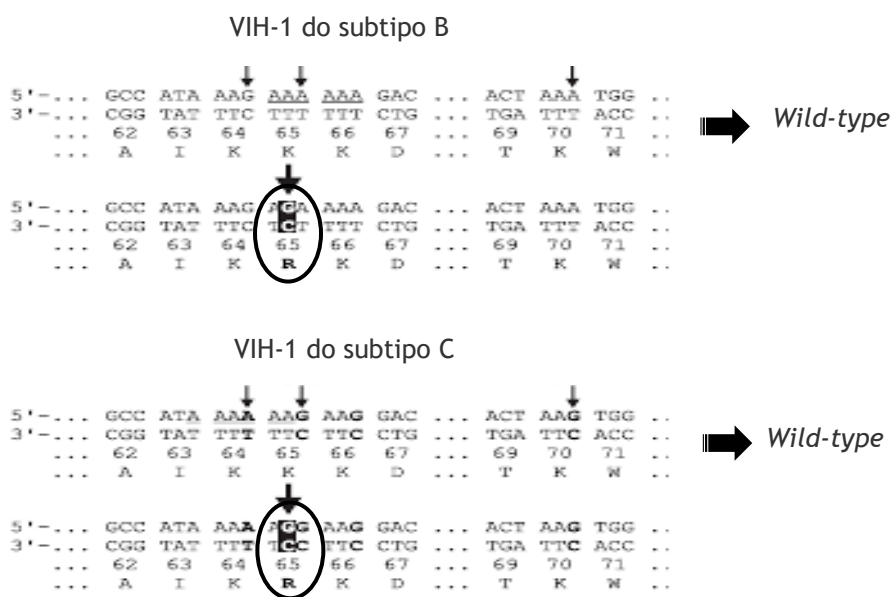 VIH-1 do subtipo B
5'-... GCC ATA AAG AAA AAA GAC ... ACT AAA TGG ..
3'-... CGG TAT TTC TTT TTT CTG ... TGA TTT ACC ..
... 62 63 64 65 66 67 ... 69 70 71 ..
... A I K K K D ... T K W ..
Wild-type
5'-... GCC ATA AAG AGA AAA GAC ... ACT AAA TGG ..
3'-... CGG TAT TTC TCT TTT CTG ... TGA TTT ACC ..
... 62 63 64 65 66 67 ... 69 70 71 ..
... A I K R K D ... T K W ..
VIH-1 do subtipo C
5'-... GCC ATA AAA AAG AAG GAC ... ACT AAG TGG ..
3'-... CGG TAT TTT TTC TTC CTG ... TGA TTC ACC ..
... 62 63 64 65 66 67 ... 69 70 71 ..
... A I K K K D ... T K W ..
Wild-type
5'-... GCC ATA AAA AGG AAG GAC ... ACT AAG TGG ..
3'-... CGG TAT TTT TCC TTC CTG ... TGA TTC ACC ..
... 62 63 64 65 66 67 ... 69 70 71 ..
... A I K R K D ... T K W ..